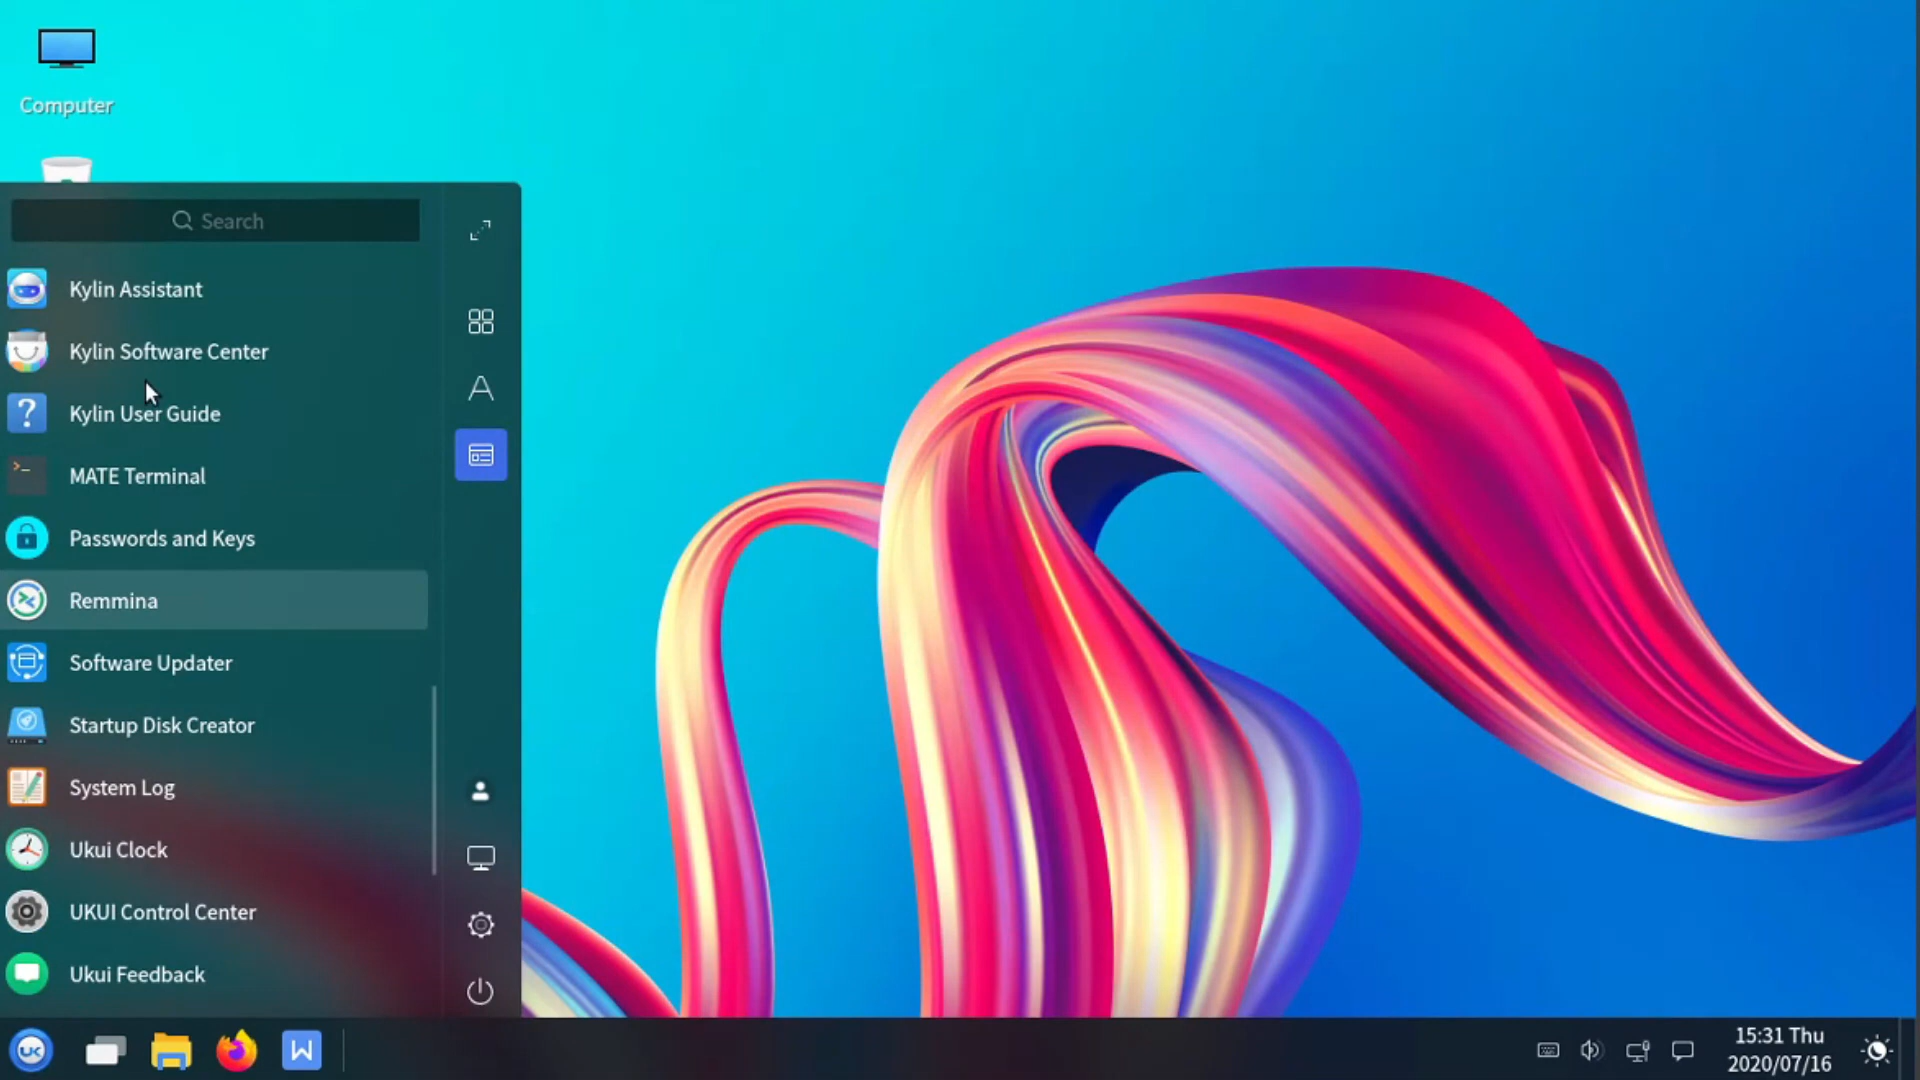 Computer
Search
Kylin Assistant
Kylin Software Center
Kylin User Guide
MATE Terminal
Passwords and Keys
Remmina
Software Updater
Startup Disk Creator
System Log
Ukui Clock
UKUI Control Center
Ukui Feedback
UK
W
15:31 Thu
2020/07/16